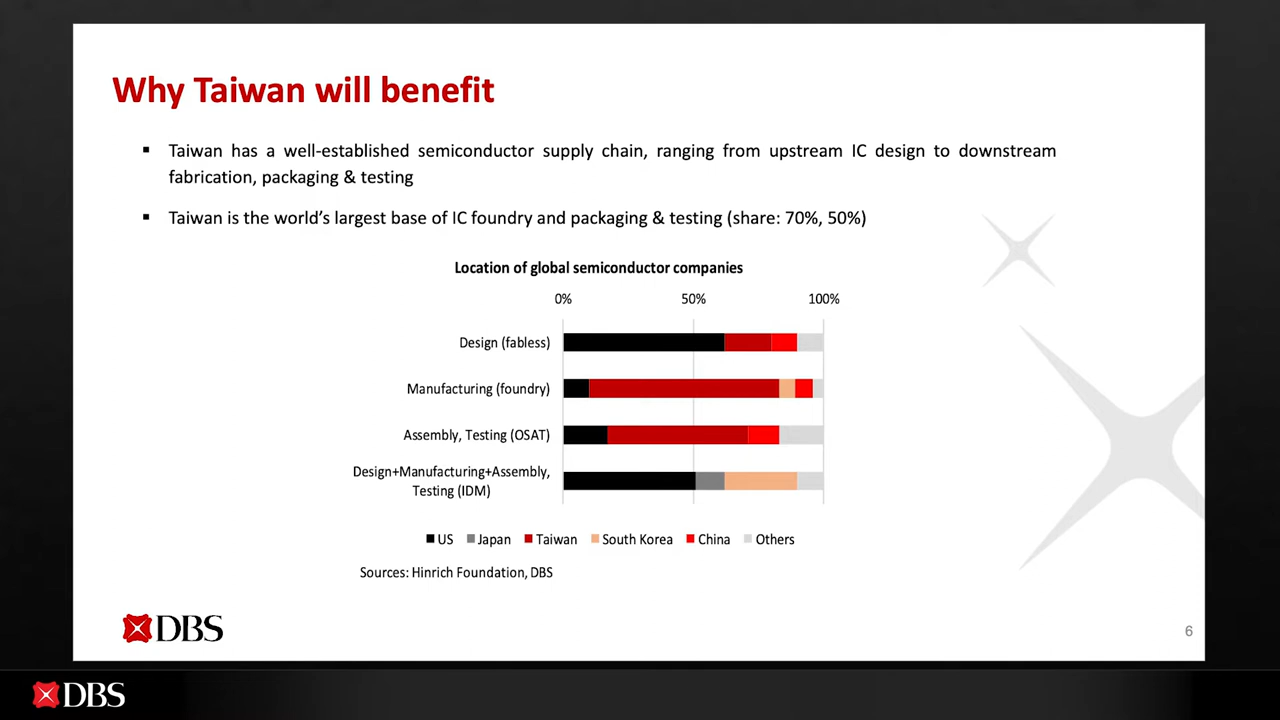 Why Taiwan will benefit
▪ Taiwan has a well-established semiconductor supply chain, ranging from upstream IC design to downstream
fabrication, packaging & testing
▪ Taiwan is the world’s largest base of IC foundry and packaging & testing (share: 70%, 50%)
Location of global semiconductor companies
0% 50% 100%
Design (fabless)
Manufacturing (foundry)
Assembly, Testing (OSAT)
Design+Manufacturing+Assembly,
Testing (IDM)
US Japan Taiwan South Korea China Others
Sources: Hinrich Foundation, DBS
DBS
6
DBS